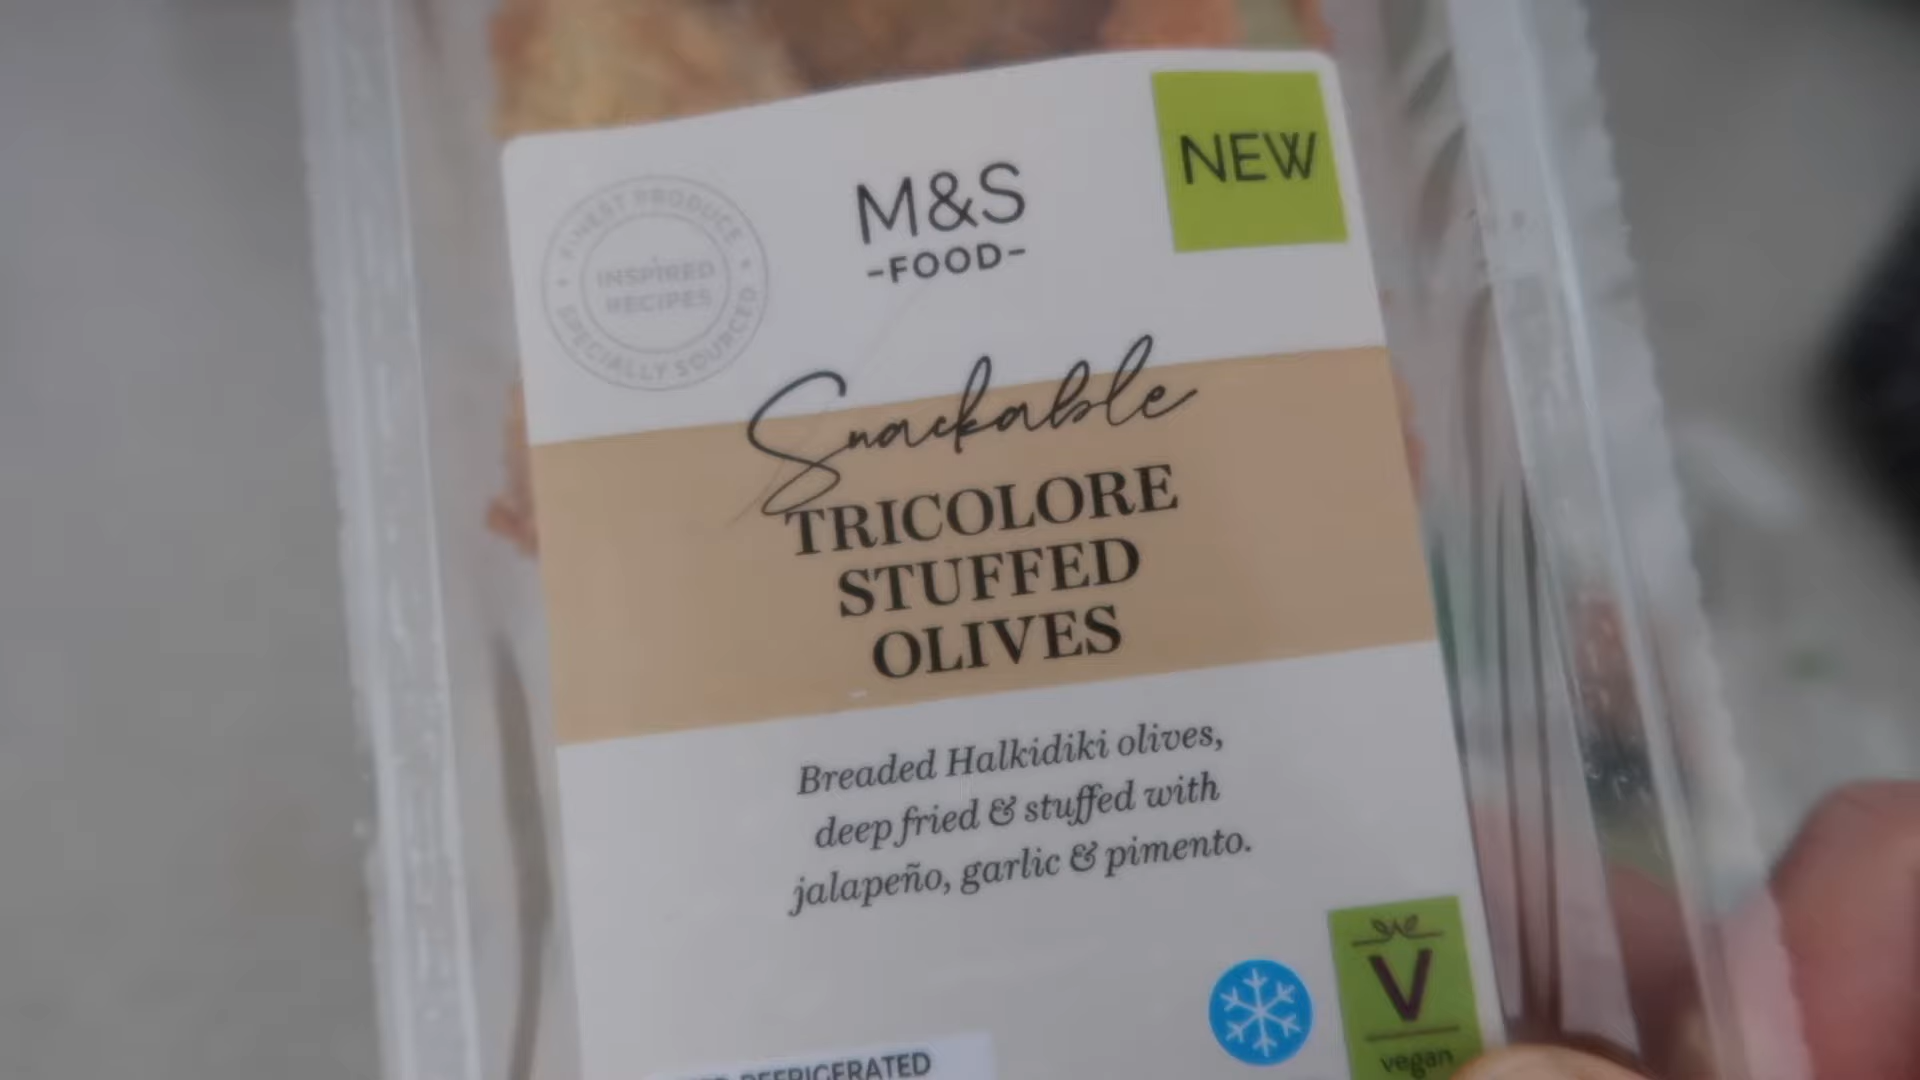 NEW
M&S
-FOOD-
FINEST PRODUCE
INSPIRED
RECIPES
SPECIALLY SOURCED
Snackable
TRICOLORE
STUFFED
OLIVES
Breaded Halkidiki olives,
deep fried & stuffed with
jalapeño, garlic & pimento.
V
vegan
REFRIGERATED